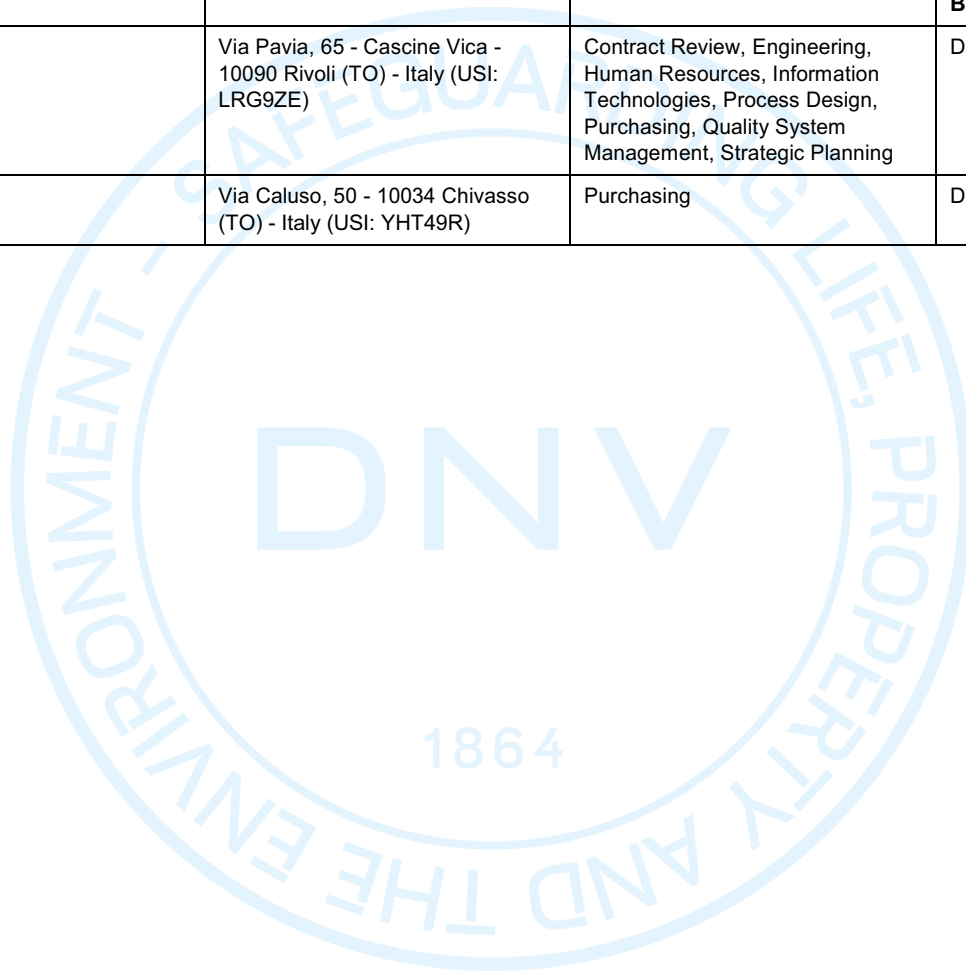 B
Via Pavia, 65 - Cascine Vica - Contract Review, Engineering, D
10090 Rivoli (TO) - Italy (USI: Human Resources, Information
LRG9ZE) Technologies, Process Design,
Purchasing, Quality System
Management, Strategic Planning
Via Caluso, 50 - 10034 Chivasso Purchasing D
(TO) - Italy (USI: YHT49R)
SAFEGUARDING LIFE, PROPERTY AND THE ENVIRONMENT -
DNV
1864